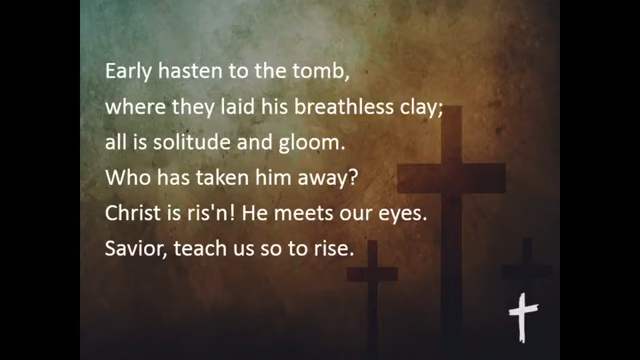 Early hasten to the tomb,
where they laid his breathless clay;
all is solitude and gloom.
Who has taken him away?
Christ is ris'n! He meets our eyes.
Savior, teach us so to rise.